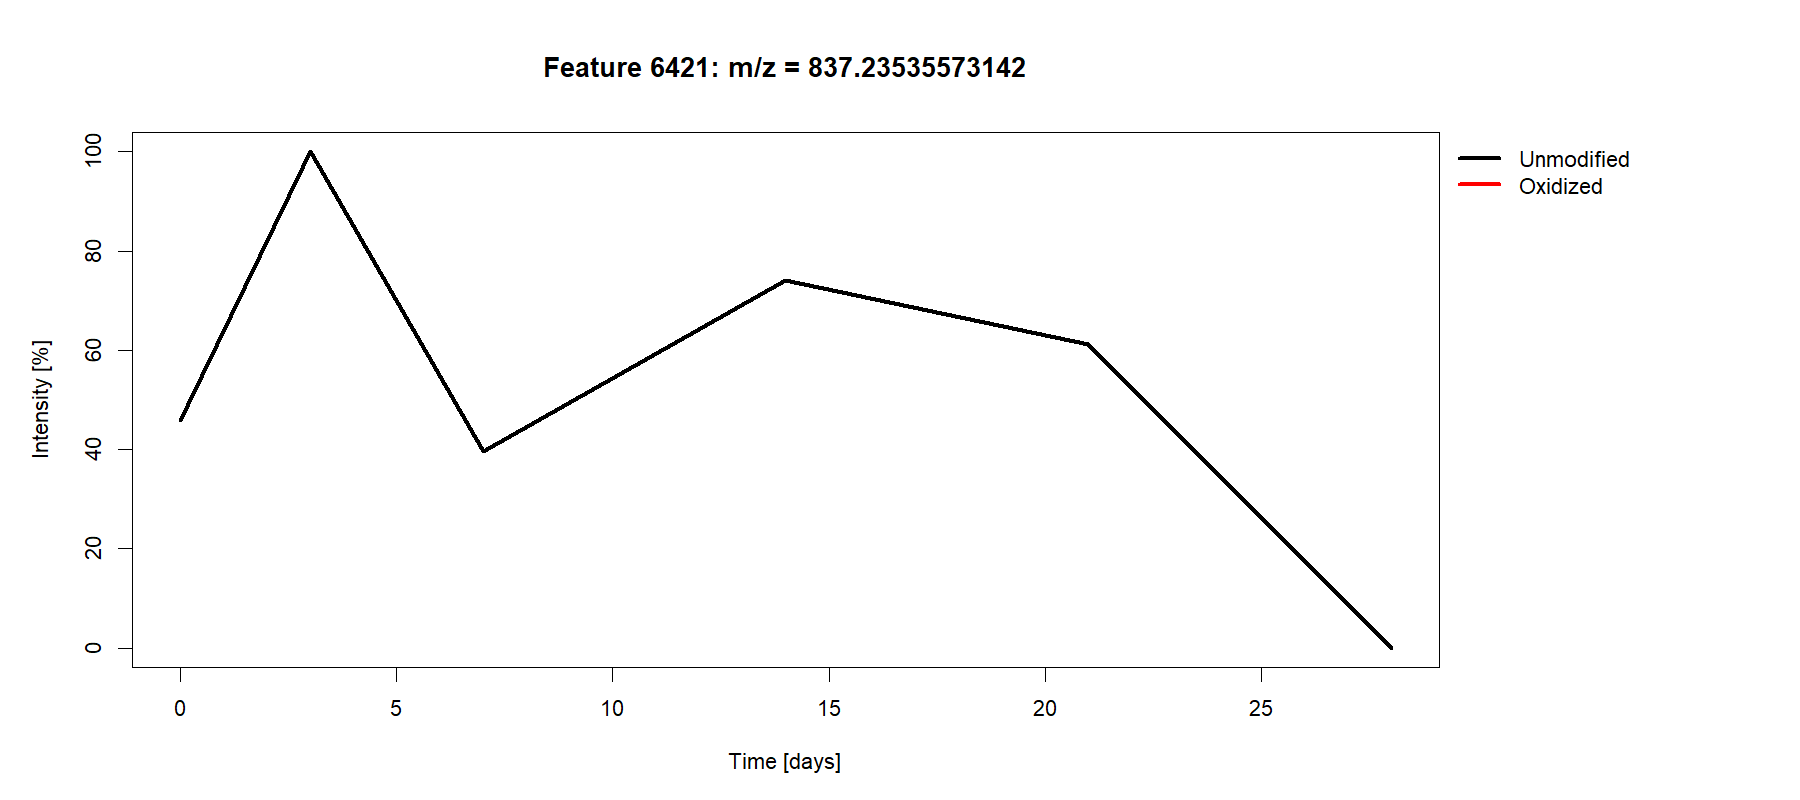 Feature 6421: m/z = 837.23535573142
Unmodified
Oxidized
Intensity [%]
100
80
60
40
20
0
0 5 10 15 20 25
Time [days]